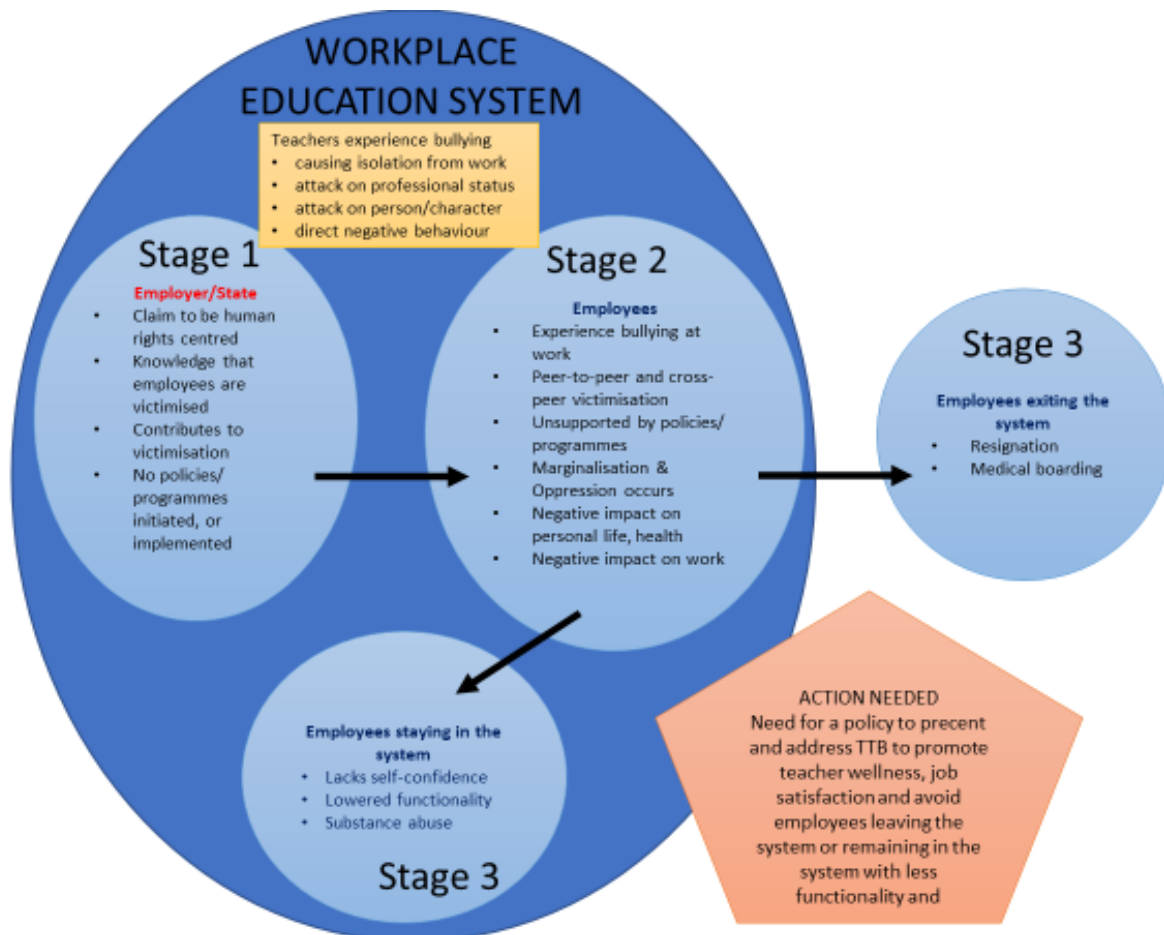 WORKPLACE
EDUCATION SYSTEM
Teachers experience bullying
• causing isolation from work
• attack on professional status
• attack on person/character
• direct negative behaviour
Stage 1
Employer/State
• Claim to be human
rights centred
• Knowledge that
employees are
victimised
• Contributes to
victimisation
• No policies/
programmes
initiated, or
implemented
Stage 2
Employees
• Experience bullying at
work
• Peer-to-peer and cross-
peer victimisation
• Unsupported by policies/
programmes
• Marginalisation &
Oppression occurs
• Negative impact on
personal life, health
• Negative impact on work
Stage 3
Employees exiting the
system
• Resignation
• Medical boarding
Employees staying in the
system
• Lacks self-confidence
• Lowered functionality
• Substance abuse
Stage 3
ACTION NEEDED
Need for a policy to precent
and address TTB to promote
teacher wellness, job
satisfaction and avoid
employees leaving the
system or remaining in the
system with less
functionality and